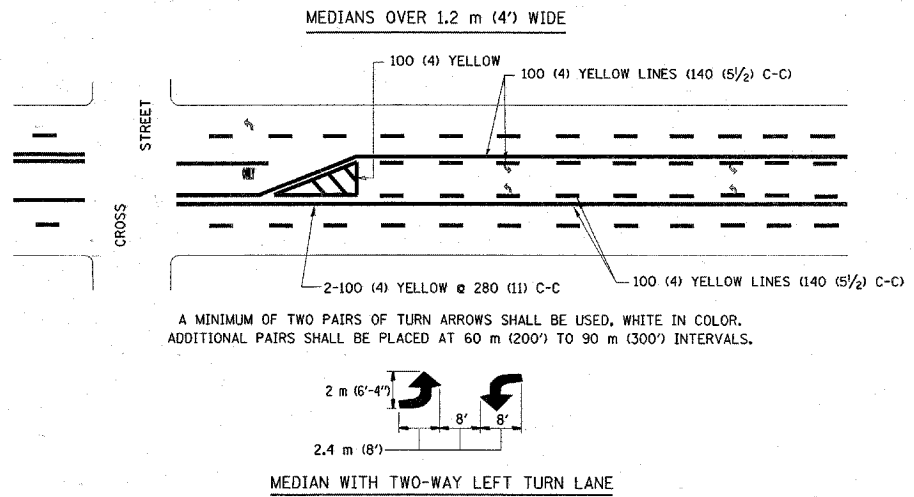 MEDIANS OVER 1.2 m (4') WIDE
100 (4) YELLOW
100 (4) YELLOW LINES (140 (5½) C-C)
STREET
ONLY
CROSS
2-100 (4) YELLOW @ 280 (11) C-C
100 (4) YELLOW LINES (140 (5½) C-C)
A MINIMUM OF TWO PAIRS OF TURN ARROWS SHALL BE USED, WHITE IN COLOR.
ADDITIONAL PAIRS SHALL BE PLACED AT 60 m (200') TO 90 m (300') INTERVALS.
2 m (6'-4")
8' 8'
2.4 m (8')
MEDIAN WITH TWO-WAY LEFT TURN LANE